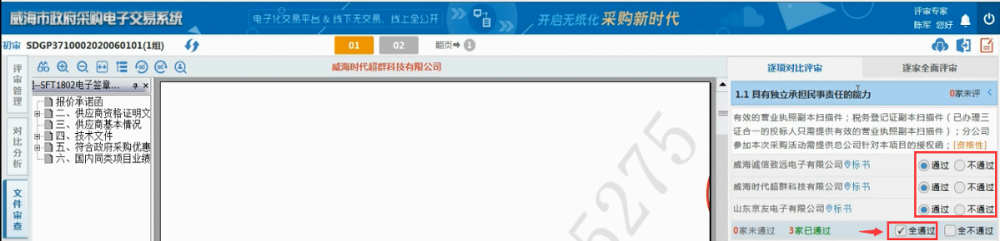 威海市政府采购电子交易系统
电子化交易平台 & 线下无交易、线上全公开
开启无纸化 采购新时代
评审专家
陈军 您好
初审 SDGP371000202060101(1组)
01
02
翻页 1
评审管理
对比分析
文件审查
威海时代超群科技有限公司
逐项对比评审
逐家全面评审
--SFT1802电子签章...
报价承诺函
二、供应商资格证明文
三、供应商基本情况
四、技术文件
五、符合政府采购优惠
六、国内同类项目业绩
5275
1.1 具有独立承担民事责任的能力
0家未评
有效的营业执照副本扫描件；税务登记证副本扫描件（已办理三
证合一的投标人只需提供有效的营业执照副本扫描件）；分公司
参加本次采购活动需提供总公司针对本项目的授权函；[资格性]
威海诚信致远电子有限公司 标书 通过 不通过
威海时代超群科技有限公司 标书 通过 不通过
山东京友电子有限公司 标书 通过 不通过
0家未通过 3家已通过 全通过 全不通过